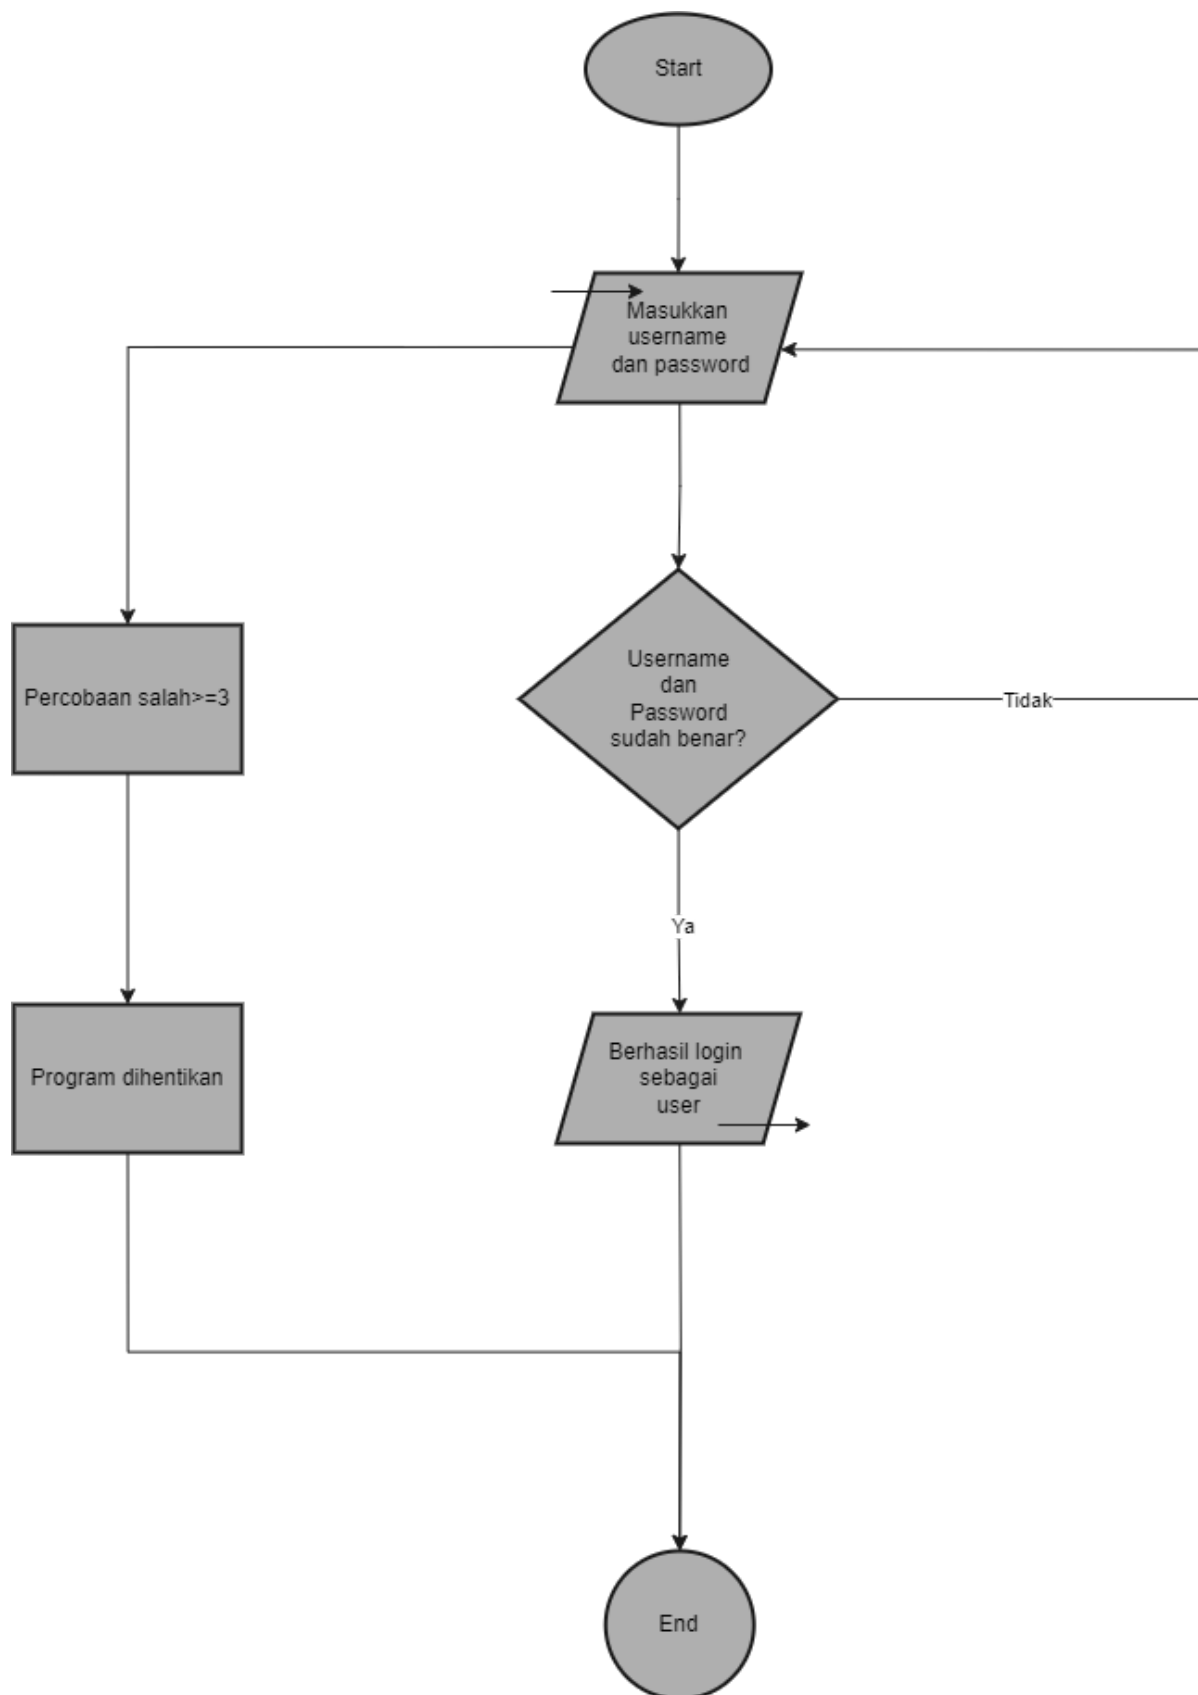 Start
Masukkan
username
dan password
Username
dan
Password
sudah benar?
Tidak
Percobaan salah>=3
Ya
Program dihentikan
Berhasil login
sebagai
user
End